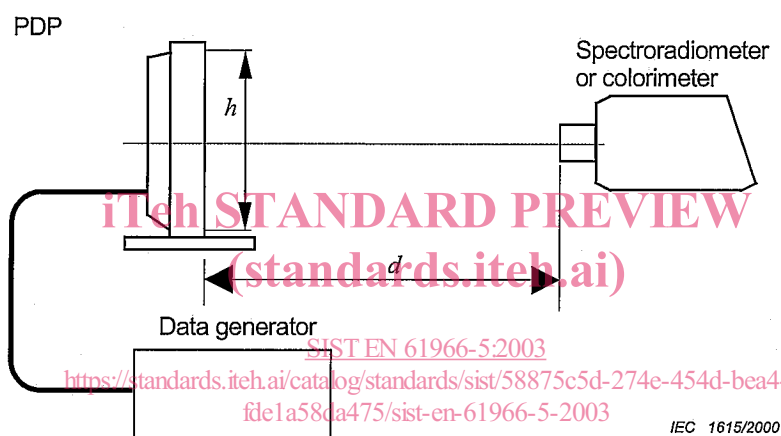 PDP
Spectroradiometer
or colorimeter
h
iTeh STANDARD PREVIEW
(standards.iteh.ai)
d
Data generator
SIST EN 61966-5:2003
https://standards.iteh.ai/catalog/standards/sist/58875c5d-274e-454d-bea4-
fde1a58da475/sist-en-61966-5-2003
IEC 1615/2000